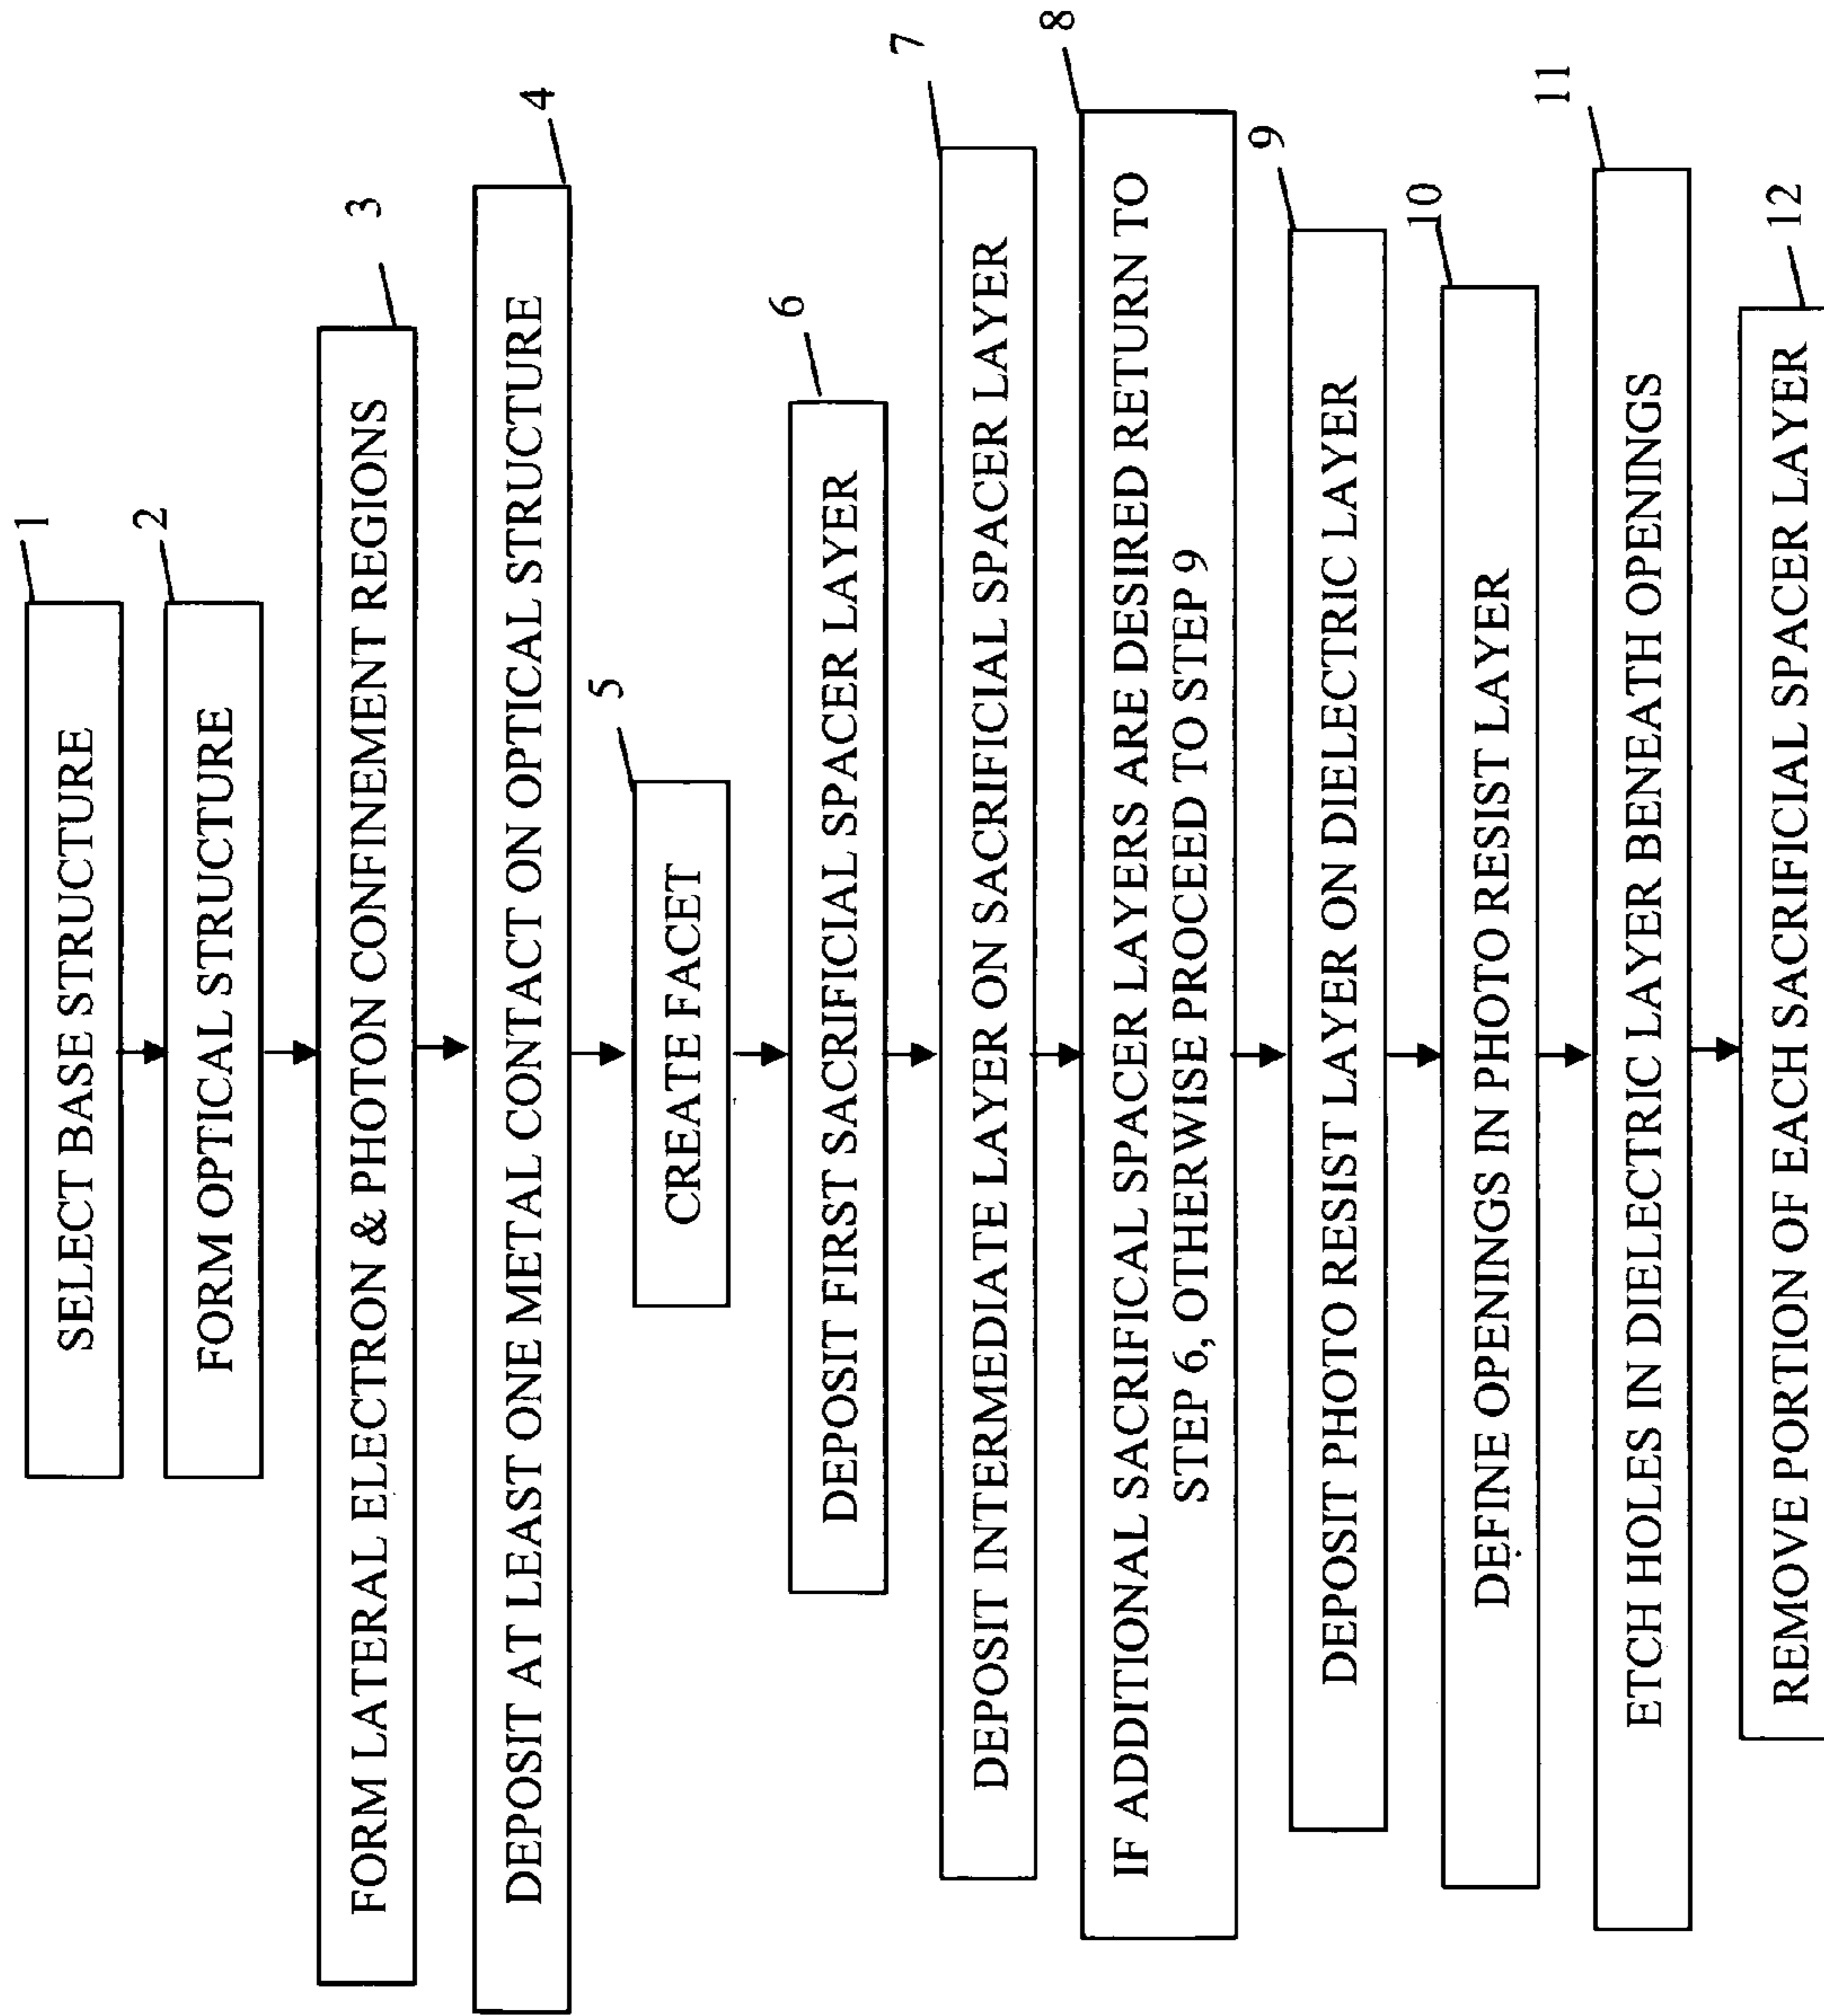 1
SELECT BASE STRUCTURE
2
FORM OPTICAL STRUCTURE
3
FORM LATERAL ELECTRON & PHOTON CONFINEMENT REGIONS
4
DEPOSIT AT LEAST ONE METAL CONTACT ON OPTICAL STRUCTURE
5
CREATE FACET
6
DEPOSIT FIRST SACRIFICIAL SPACER LAYER
7
DEPOSIT INTERMEDIATE LAYER ON SACRIFICIAL SPACER LAYER
8
IF ADDITIONAL SACRIFICAL SPACER LAYERS ARE DESIRED RETURN TO
STEP 6, OTHERWISE PROCEED TO STEP 9
9
DEPOSIT PHOTO RESIST LAYER ON DIELECTRIC LAYER
10
DEFINE OPENINGS IN PHOTO RESIST LAYER
11
ETCH HOLES IN DIELECTRIC LAYER BENEATH OPENINGS
12
REMOVE PORTION OF EACH SACRIFICIAL SPACER LAYER